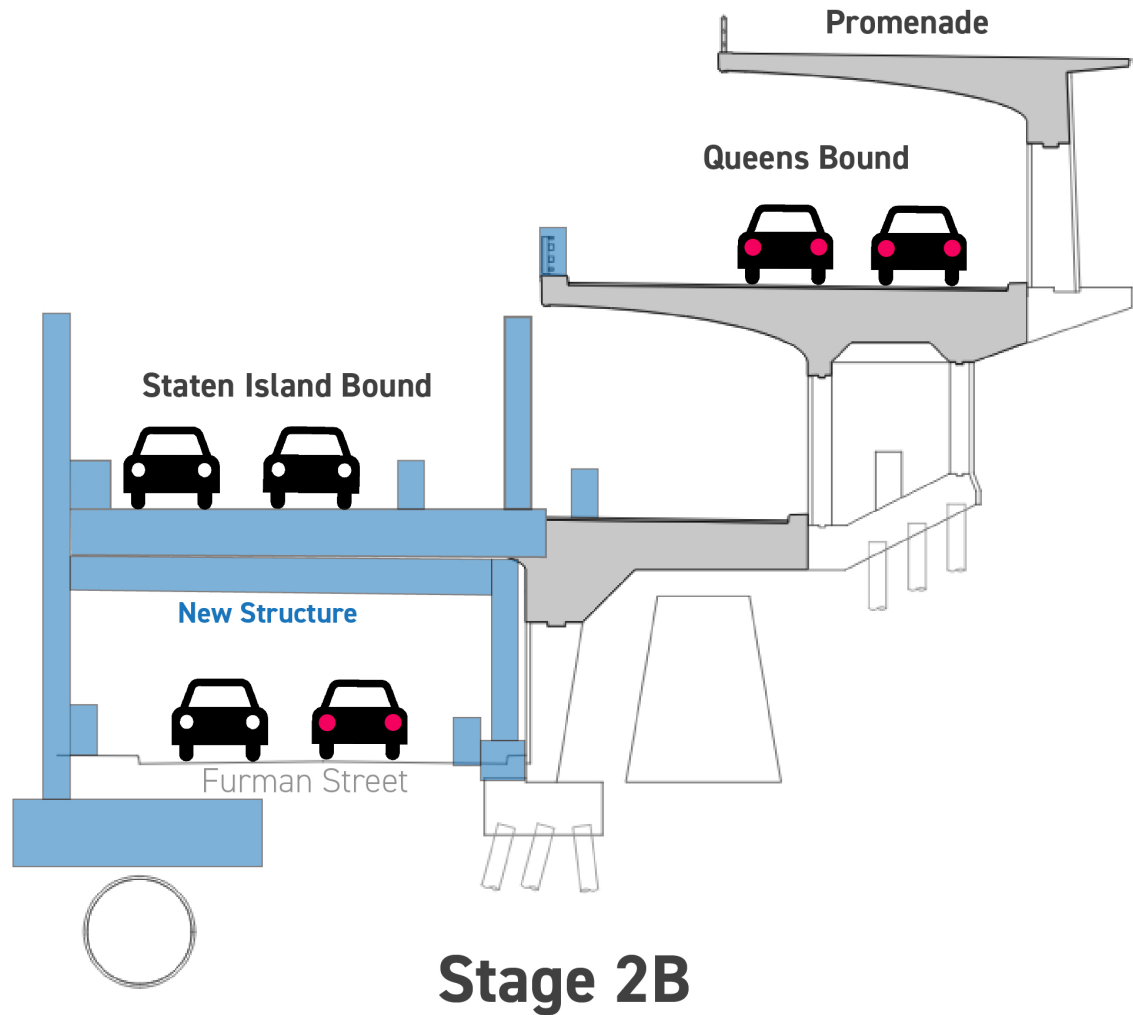 Promenade
Queens Bound
Staten Island Bound
New Structure
Furman Street
Stage 2B